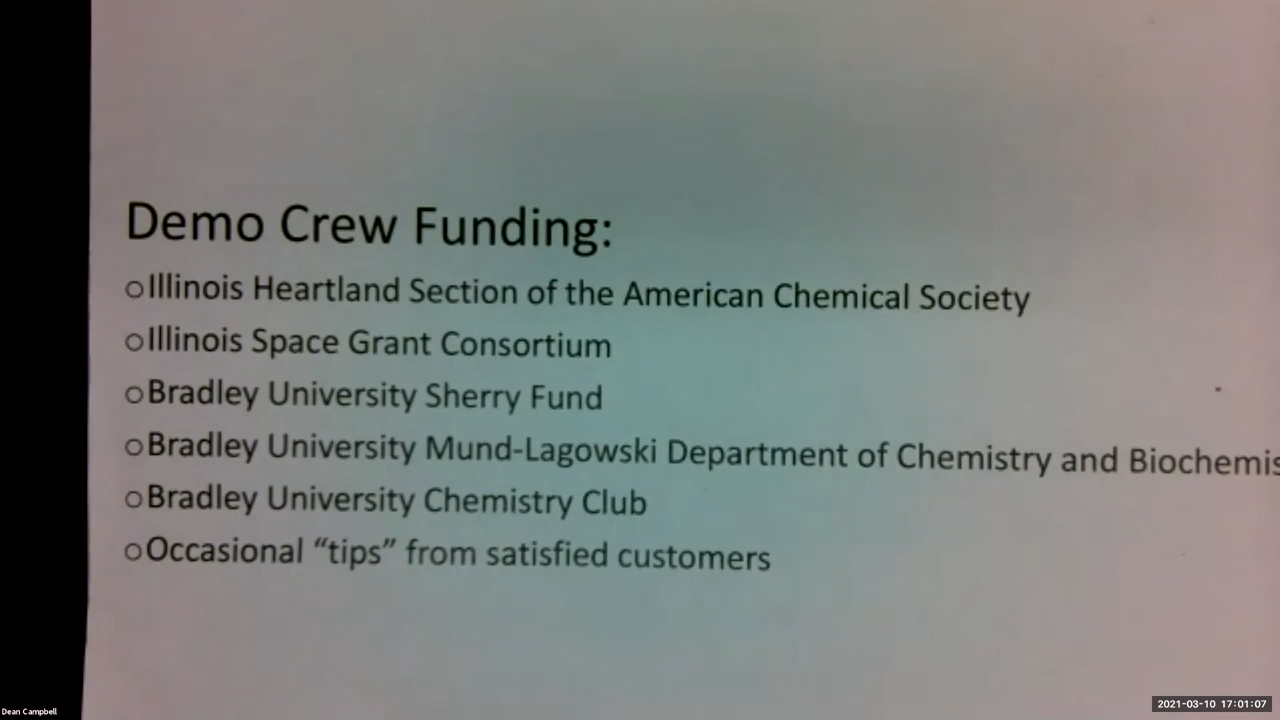 Demo Crew Funding:
○Illinois Heartland Section of the American Chemical Society
○Illinois Space Grant Consortium
○Bradley University Sherry Fund
○Bradley University Mund-Lagowski Department of Chemistry and Biochemis
○Bradley University Chemistry Club
○Occasional “tips” from satisfied customers
Dean Campbell
2021-03-10 17:01:07